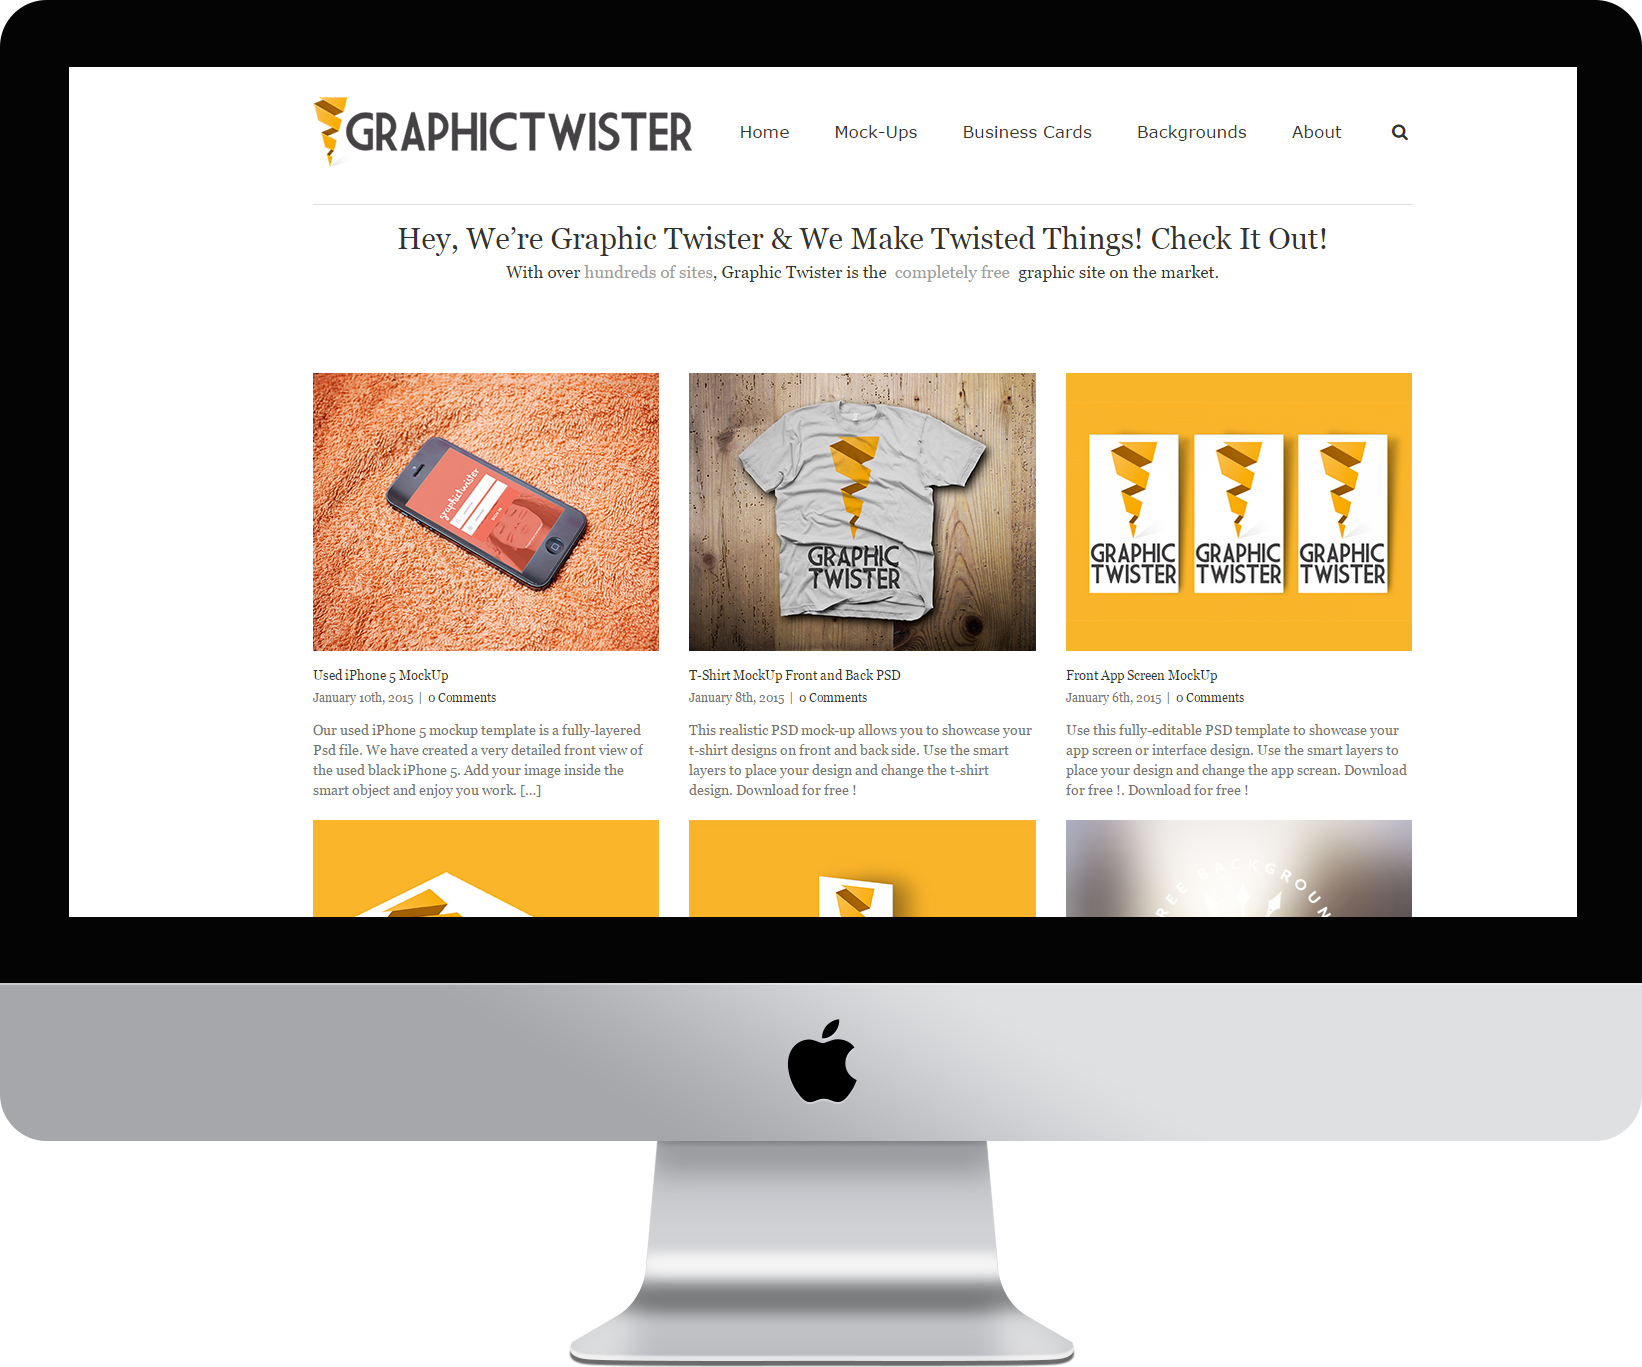 GRAPHICTWISTER
Home Mock-Ups Business Cards Backgrounds About
Hey, We’re Graphic Twister & We Make Twisted Things! Check It Out!
With over hundreds of sites, Graphic Twister is the completely free graphic site on the market.
graphictwister
SIGN IN
GRAPHIC
TWISTER
GRAPHIC
TWISTER
GRAPHIC
TWISTER
GRAPHIC
TWISTER
Used iPhone 5 MockUp
January 10th, 2015 | 0 Comments
Our used iPhone 5 mockup template is a fully-layered
Psd file. We have created a very detailed front view of
the used black iPhone 5. Add your image inside the
smart object and enjoy you work. [...]
T-Shirt MockUp Front and Back PSD
January 8th, 2015 | 0 Comments
This realistic PSD mock-up allows you to showcase your
t-shirt designs on front and back side. Use the smart
layers to place your design and change the t-shirt
design. Download for free !
Front App Screen MockUp
January 6th, 2015 | 0 Comments
Use this fully-editable PSD template to showcase your
app screen or interface design. Use the smart layers to
place your design and change the app screan. Download
for free !. Download for free !
REE BACKGROUN